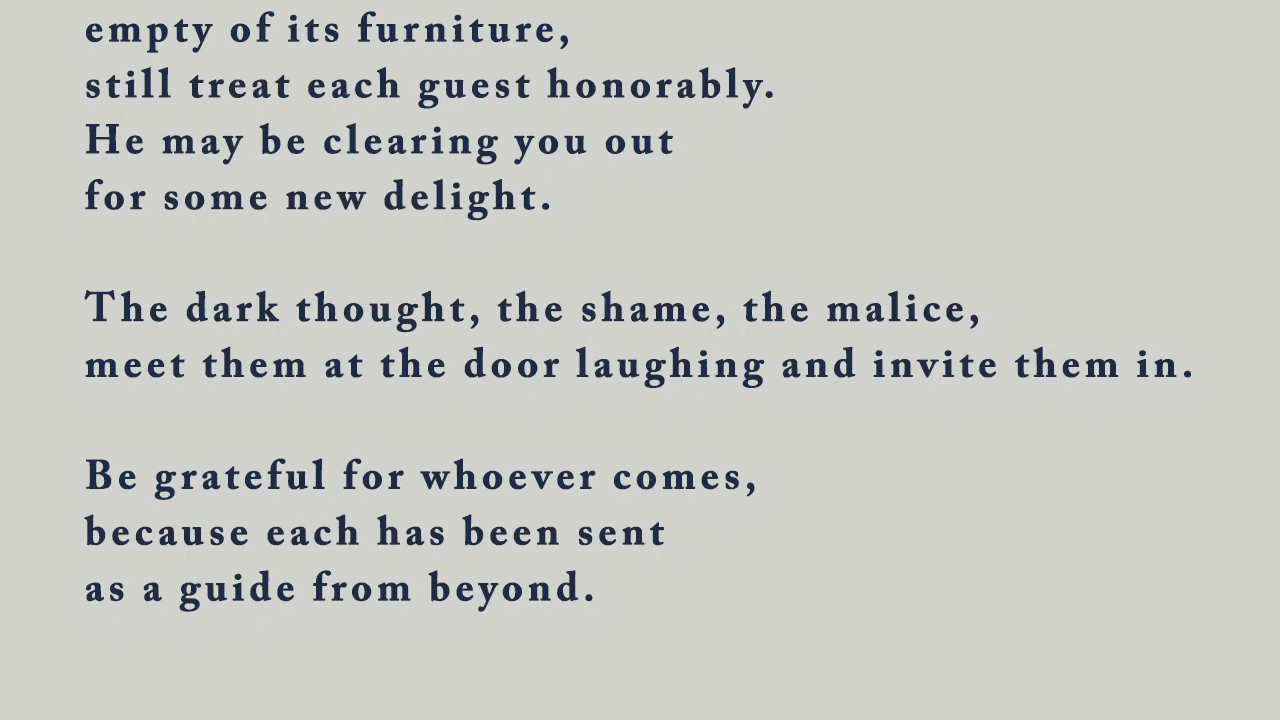 empty of its furniture,
still treat each guest honorably.
He may be clearing you out
for some new delight.
The dark thought, the shame, the malice,
meet them at the door laughing and invite them in.
Be grateful for whoever comes,
because each has been sent
as a guide from beyond.